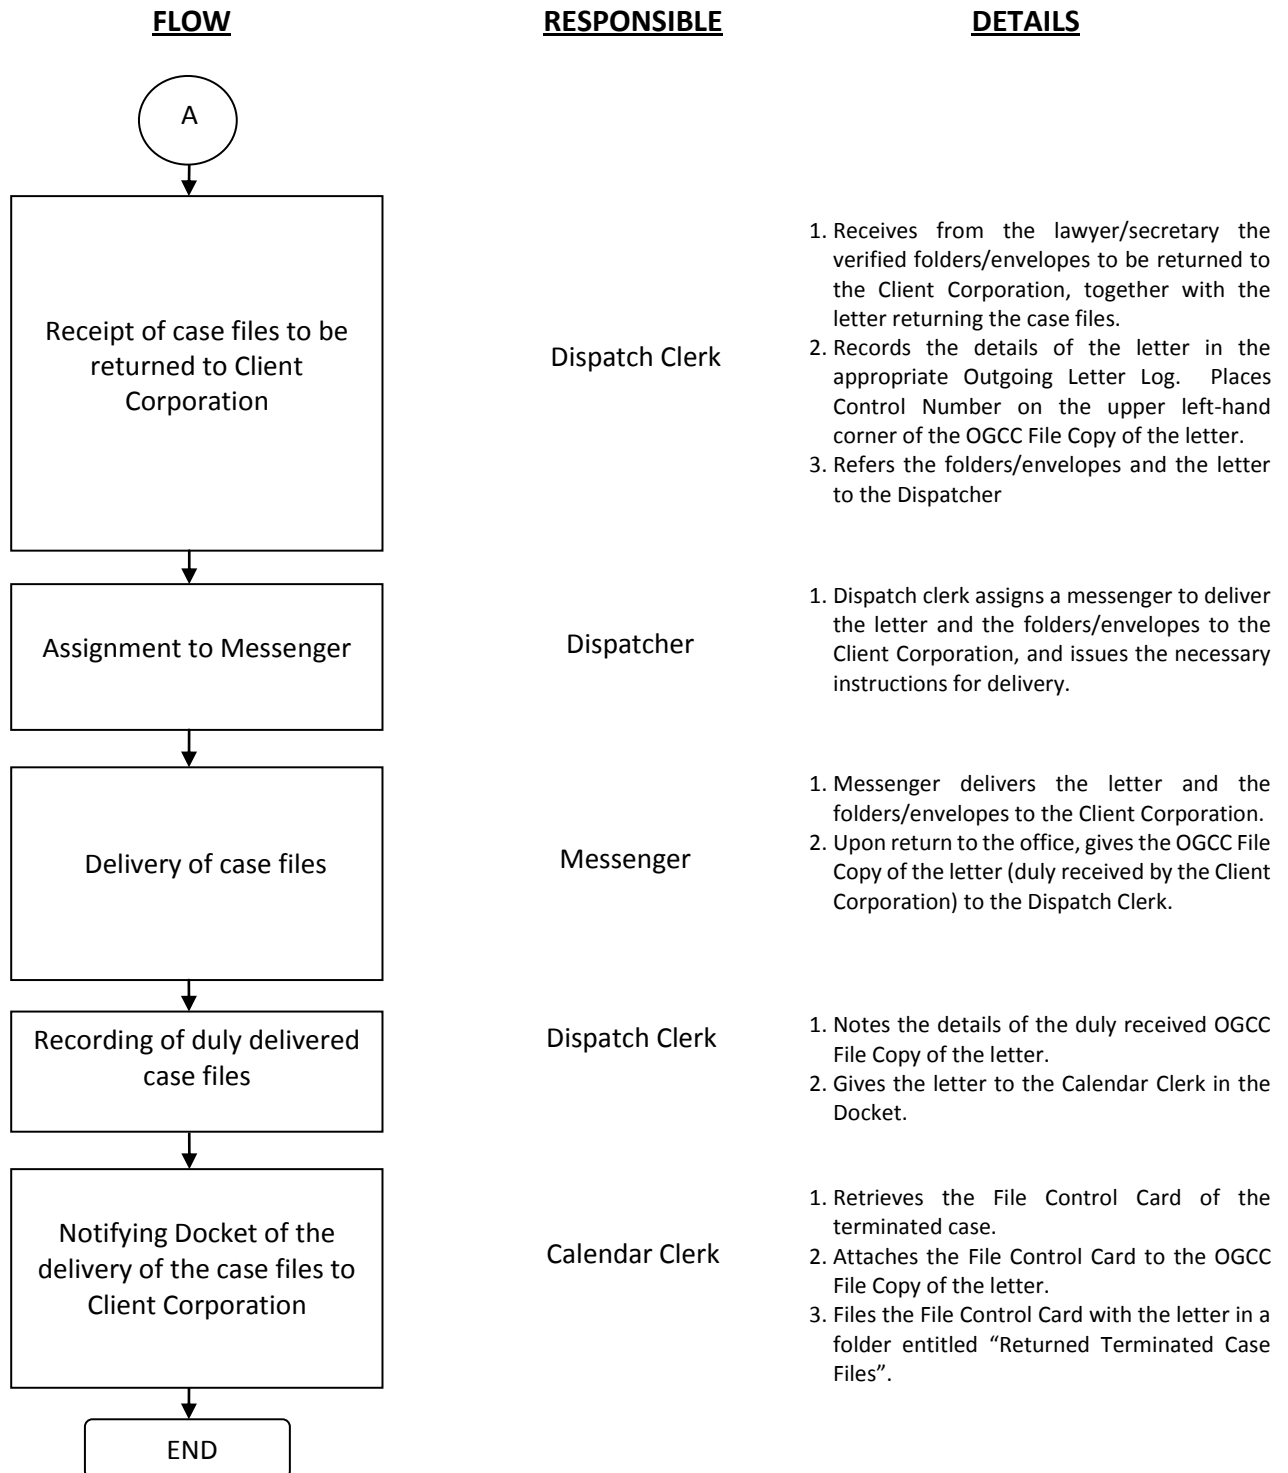 FLOW RESPONSIBLE DETAILS
A
Receipt of case files to be
returned to Client
Corporation
Dispatch Clerk
1. Receives from the lawyer/secretary the
verified folders/envelopes to be returned to
the Client Corporation, together with the
letter returning the case files.
2. Records the details of the letter in the
appropriate Outgoing Letter Log. Places
Control Number on the upper left-hand
corner of the OGCC File Copy of the letter.
3. Refers the folders/envelopes and the letter
to the Dispatcher
Assignment to Messenger
Dispatcher
1. Dispatch clerk assigns a messenger to deliver
the letter and the folders/envelopes to the
Client Corporation, and issues the necessary
instructions for delivery.
Delivery of case files
Messenger
1. Messenger delivers the letter and the
folders/envelopes to the Client Corporation.
2. Upon return to the office, gives the OGCC File
Copy of the letter (duly received by the Client
Corporation) to the Dispatch Clerk.
Recording of duly delivered
case files
Dispatch Clerk
1. Notes the details of the duly received OGCC
File Copy of the letter.
2. Gives the letter to the Calendar Clerk in the
Docket.
Notifying Docket of the
delivery of the case files to
Client Corporation
Calendar Clerk
1. Retrieves the File Control Card of the
terminated case.
2. Attaches the File Control Card to the OGCC
File Copy of the letter.
3. Files the File Control Card with the letter in a
folder entitled “Returned Terminated Case
Files”.
END